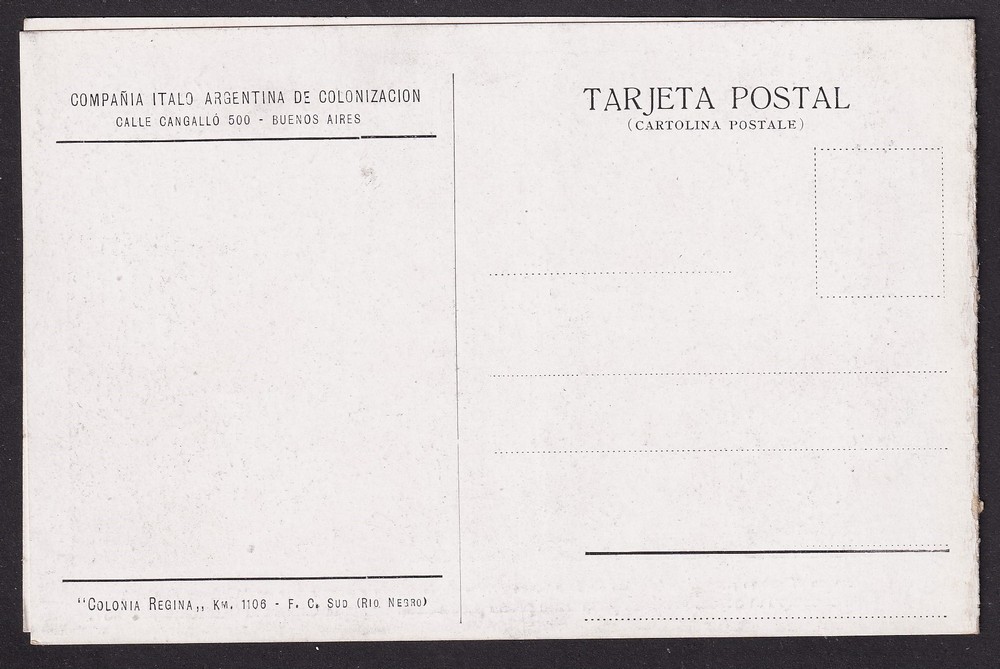 COMPAÑIA ITALO ARGENTINA DE COLONIZACION
CALLE CANGALLÓ 500 - BUENOS AIRES
"COLONIA REGINA„ KM. 1106 - F. C. SUD (RIO NEGRO)
TARJETA POSTAL
(CARTOLINA POSTALE)